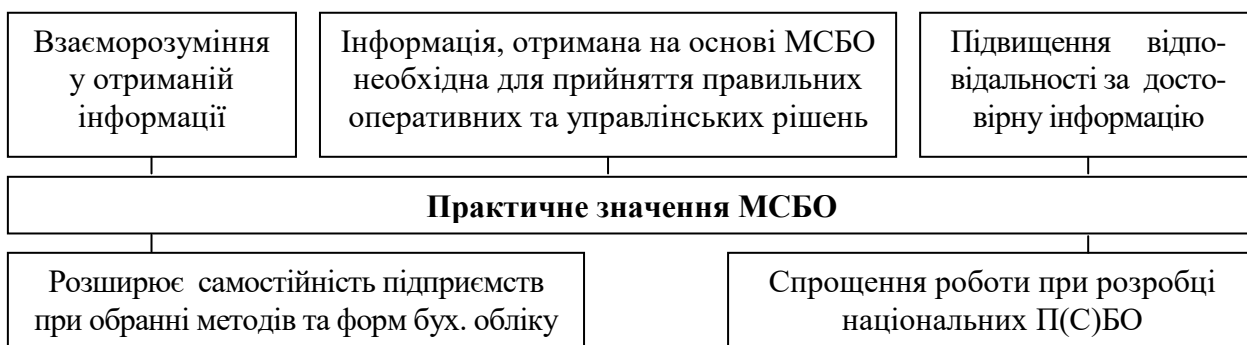 Взаєморозуміння
у отриманій
інформації
Інформація, отримана на основі МСБО
необхідна для прийняття правильних
оперативних та управлінських рішень
Підвищення відпо-
відальності за досто-
вірну інформацію
Практичне значення МСБО
Розширює самостійність підприємств
при обранні методів та форм бух. обліку
Спрощення роботи при розробці
національних П(С)БО